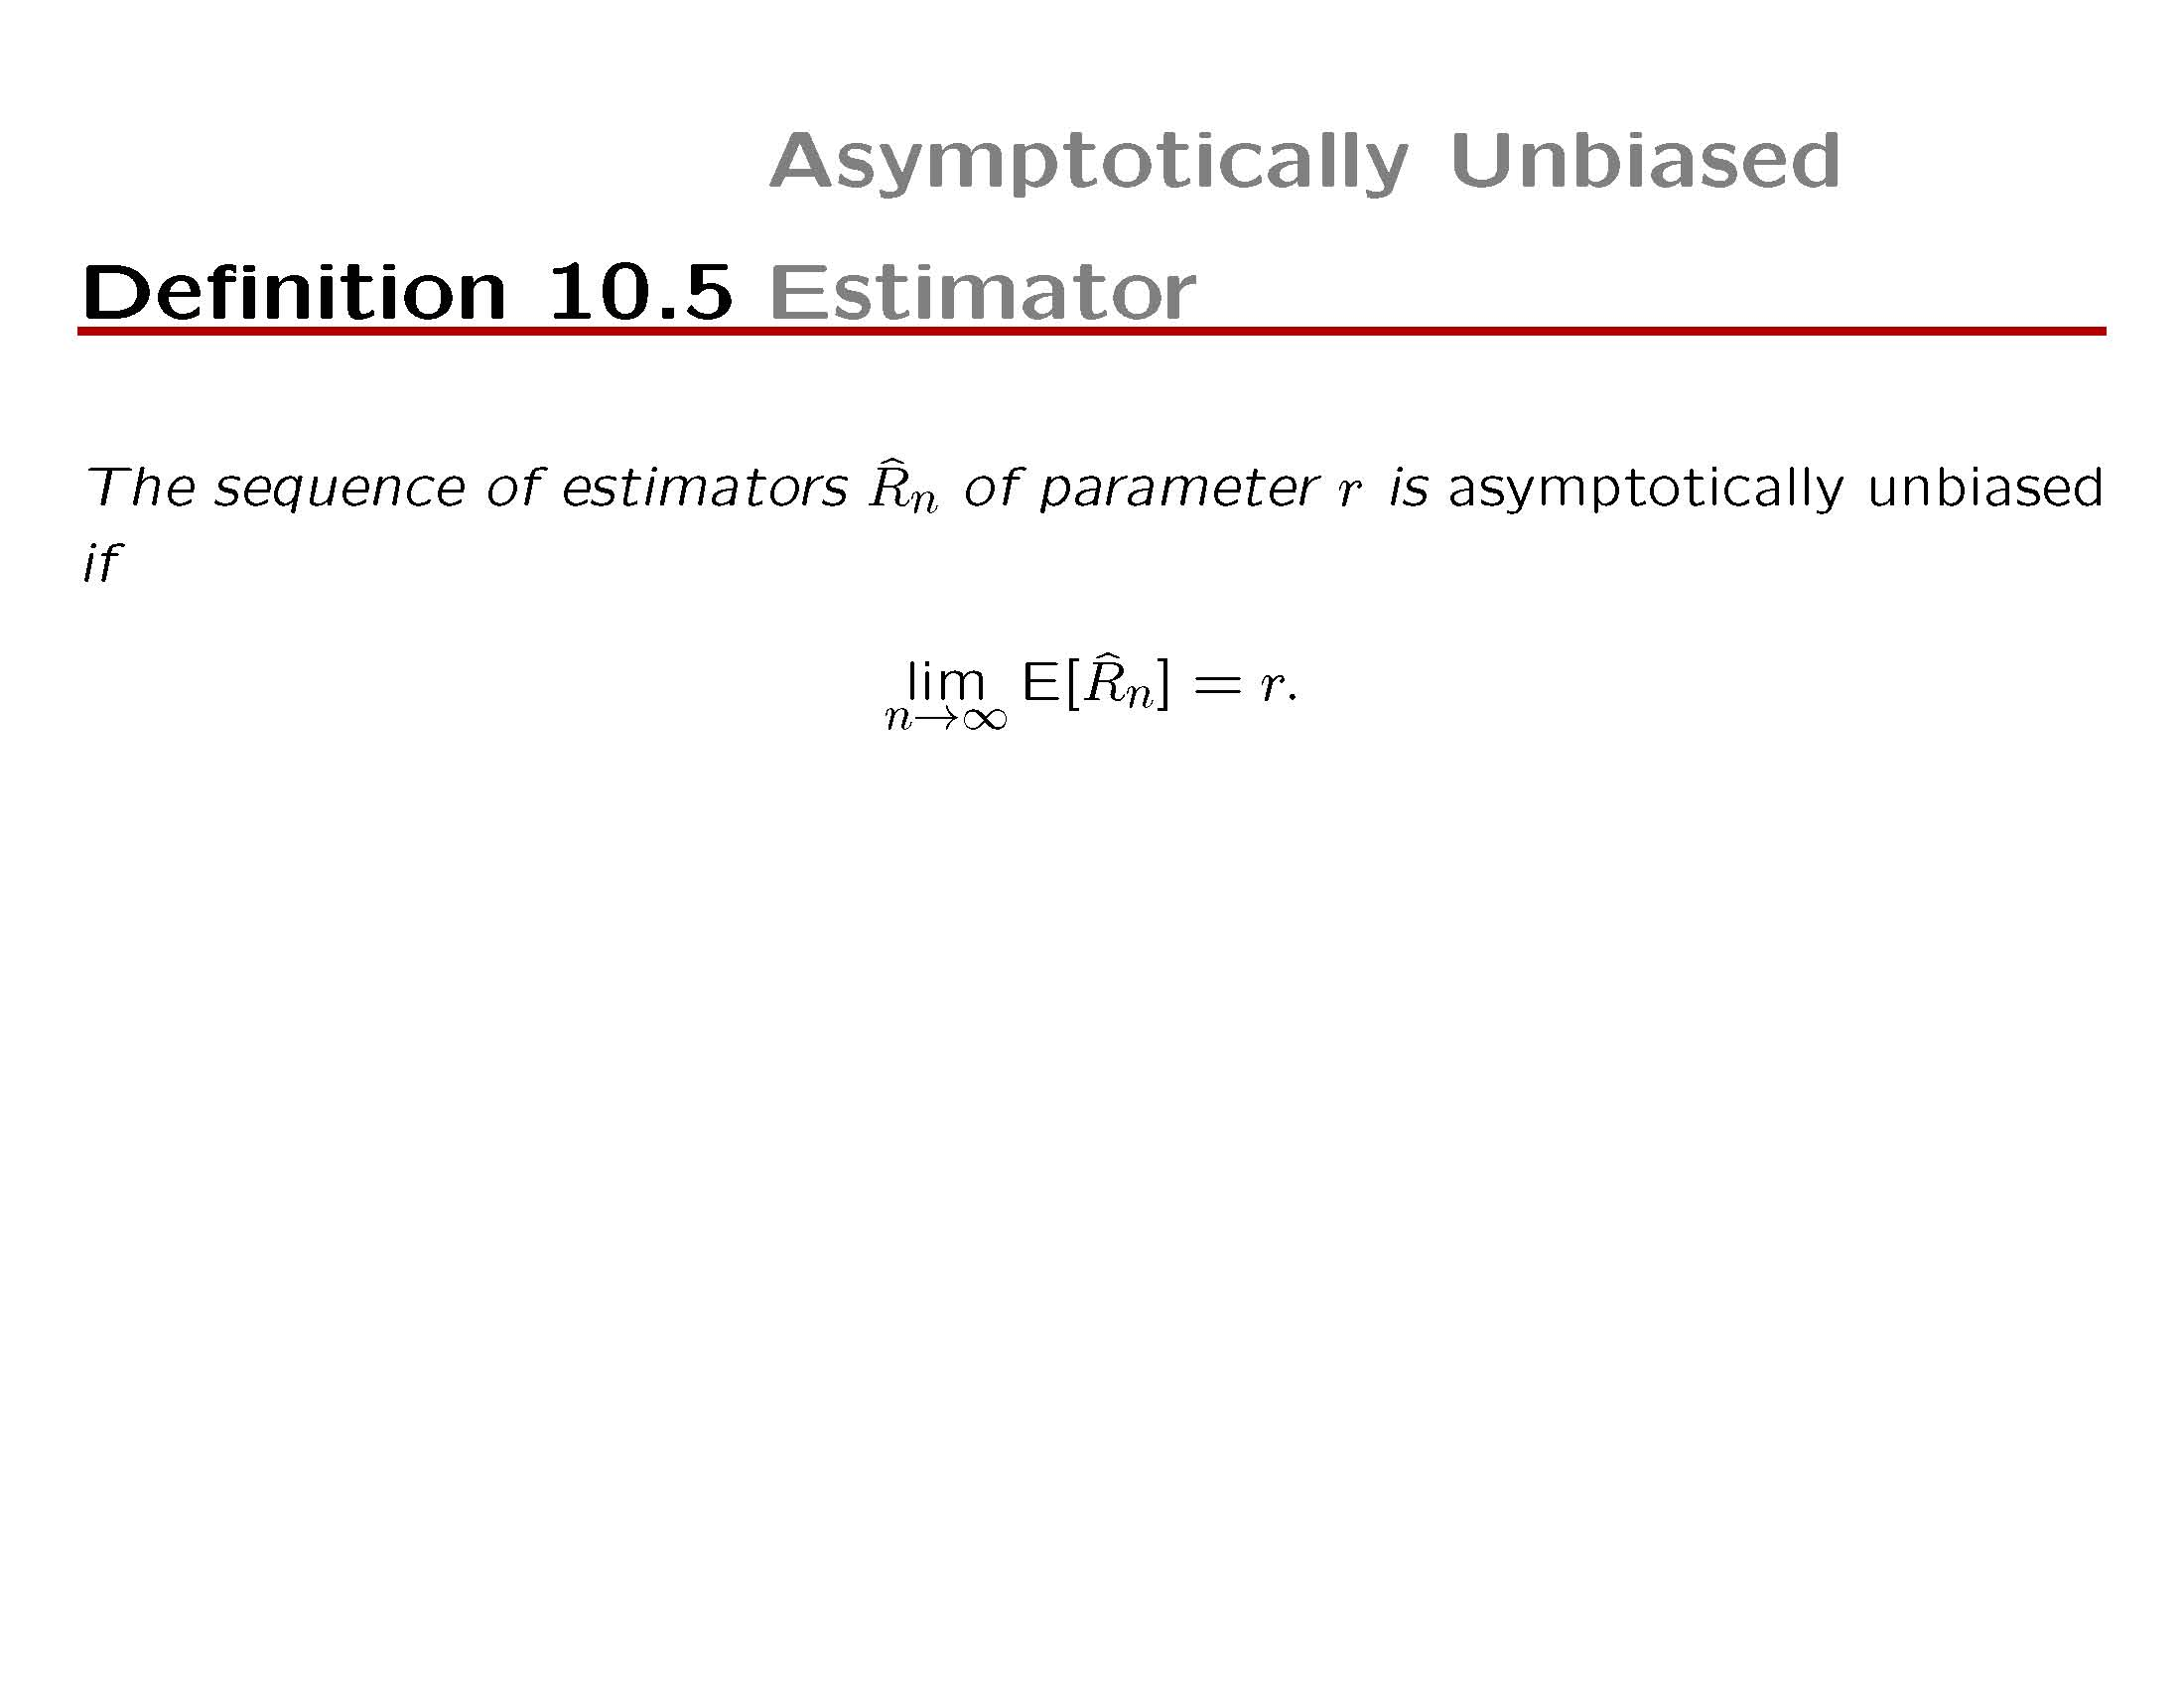 Asymptotically Unbiased
Definition 10.5 Estimator
The sequence of estimators R̂ₙ of parameter r is asymptotically unbiased
if
lim E[R̂ₙ] = r.
n→∞